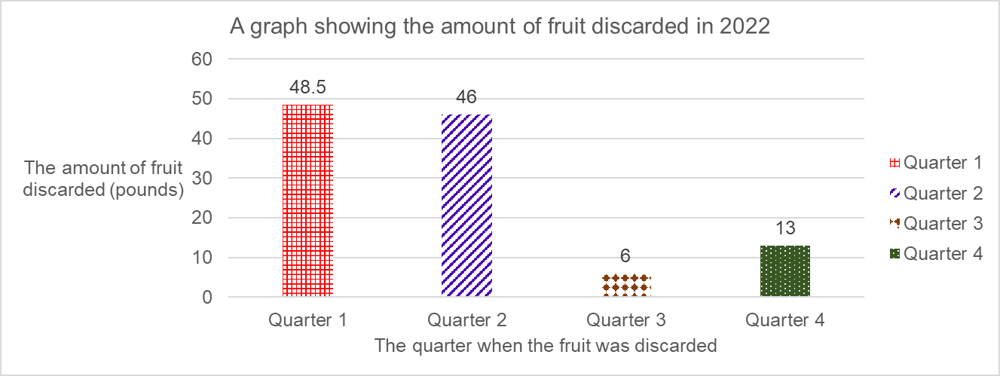 A graph showing the amount of fruit discarded in 2022
60
50
40
30
20
10
0
The amount of fruit
discarded (pounds)
48.5
46
6
13
Quarter 1
Quarter 2
Quarter 3
Quarter 4
The quarter when the fruit was discarded
Quarter 1
Quarter 2
Quarter 3
Quarter 4